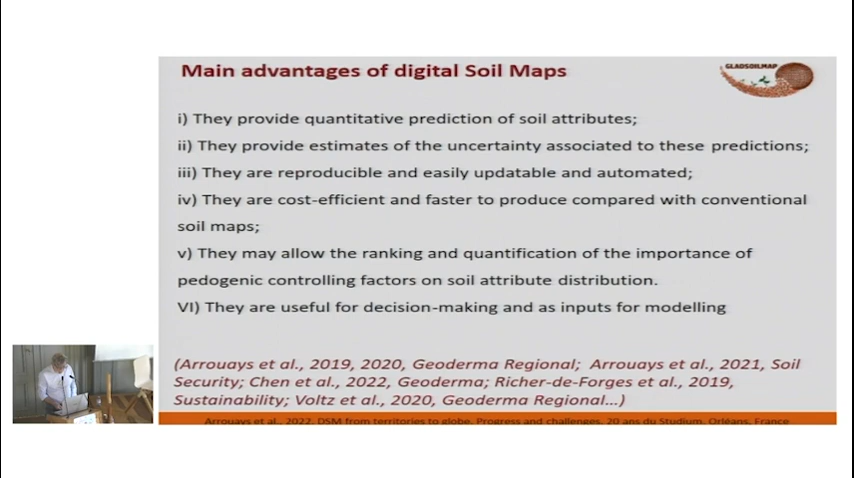 Main advantages of digital Soil Maps
GLADSOILMAP
i) They provide quantitative prediction of soil attributes;
ii) They provide estimates of the uncertainty associated to these predictions;
iii) They are reproducible and easily updatable and automated;
iv) They are cost-efficient and faster to produce compared with conventional
soil maps;
v) They may allow the ranking and quantification of the importance of
pedogenic controlling factors on soil attribute distribution.
VI) They are useful for decision-making and as inputs for modelling
(Arrouays et al., 2019, 2020, Geoderma Regional; Arrouays et al., 2021, Soil
Security; Chen et al., 2022, Geoderma; Richer-de-Forges et al., 2019,
Sustainability; Voltz et al., 2020, Geoderma Regional...)
Arrouays et al., 2022. DSM from territories to globe. Progress and challenges. 20 ans du Studium. Orléans, France